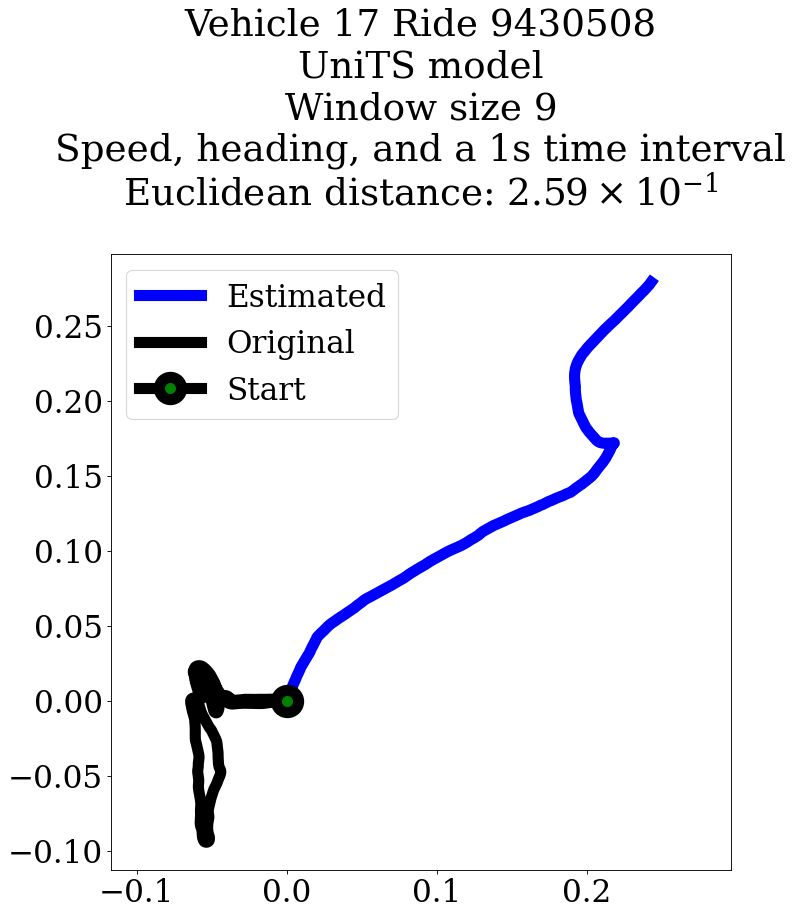 Vehicle 17 Ride 9430508
UniTS model
Window size 9
Speed, heading, and a 1s time interval
Euclidean distance: 2.59 × 10⁻¹
Estimated
Original
Start
0.25
0.20
0.15
0.10
0.05
0.00
−0.05
−0.10
−0.1 0.0 0.1 0.2